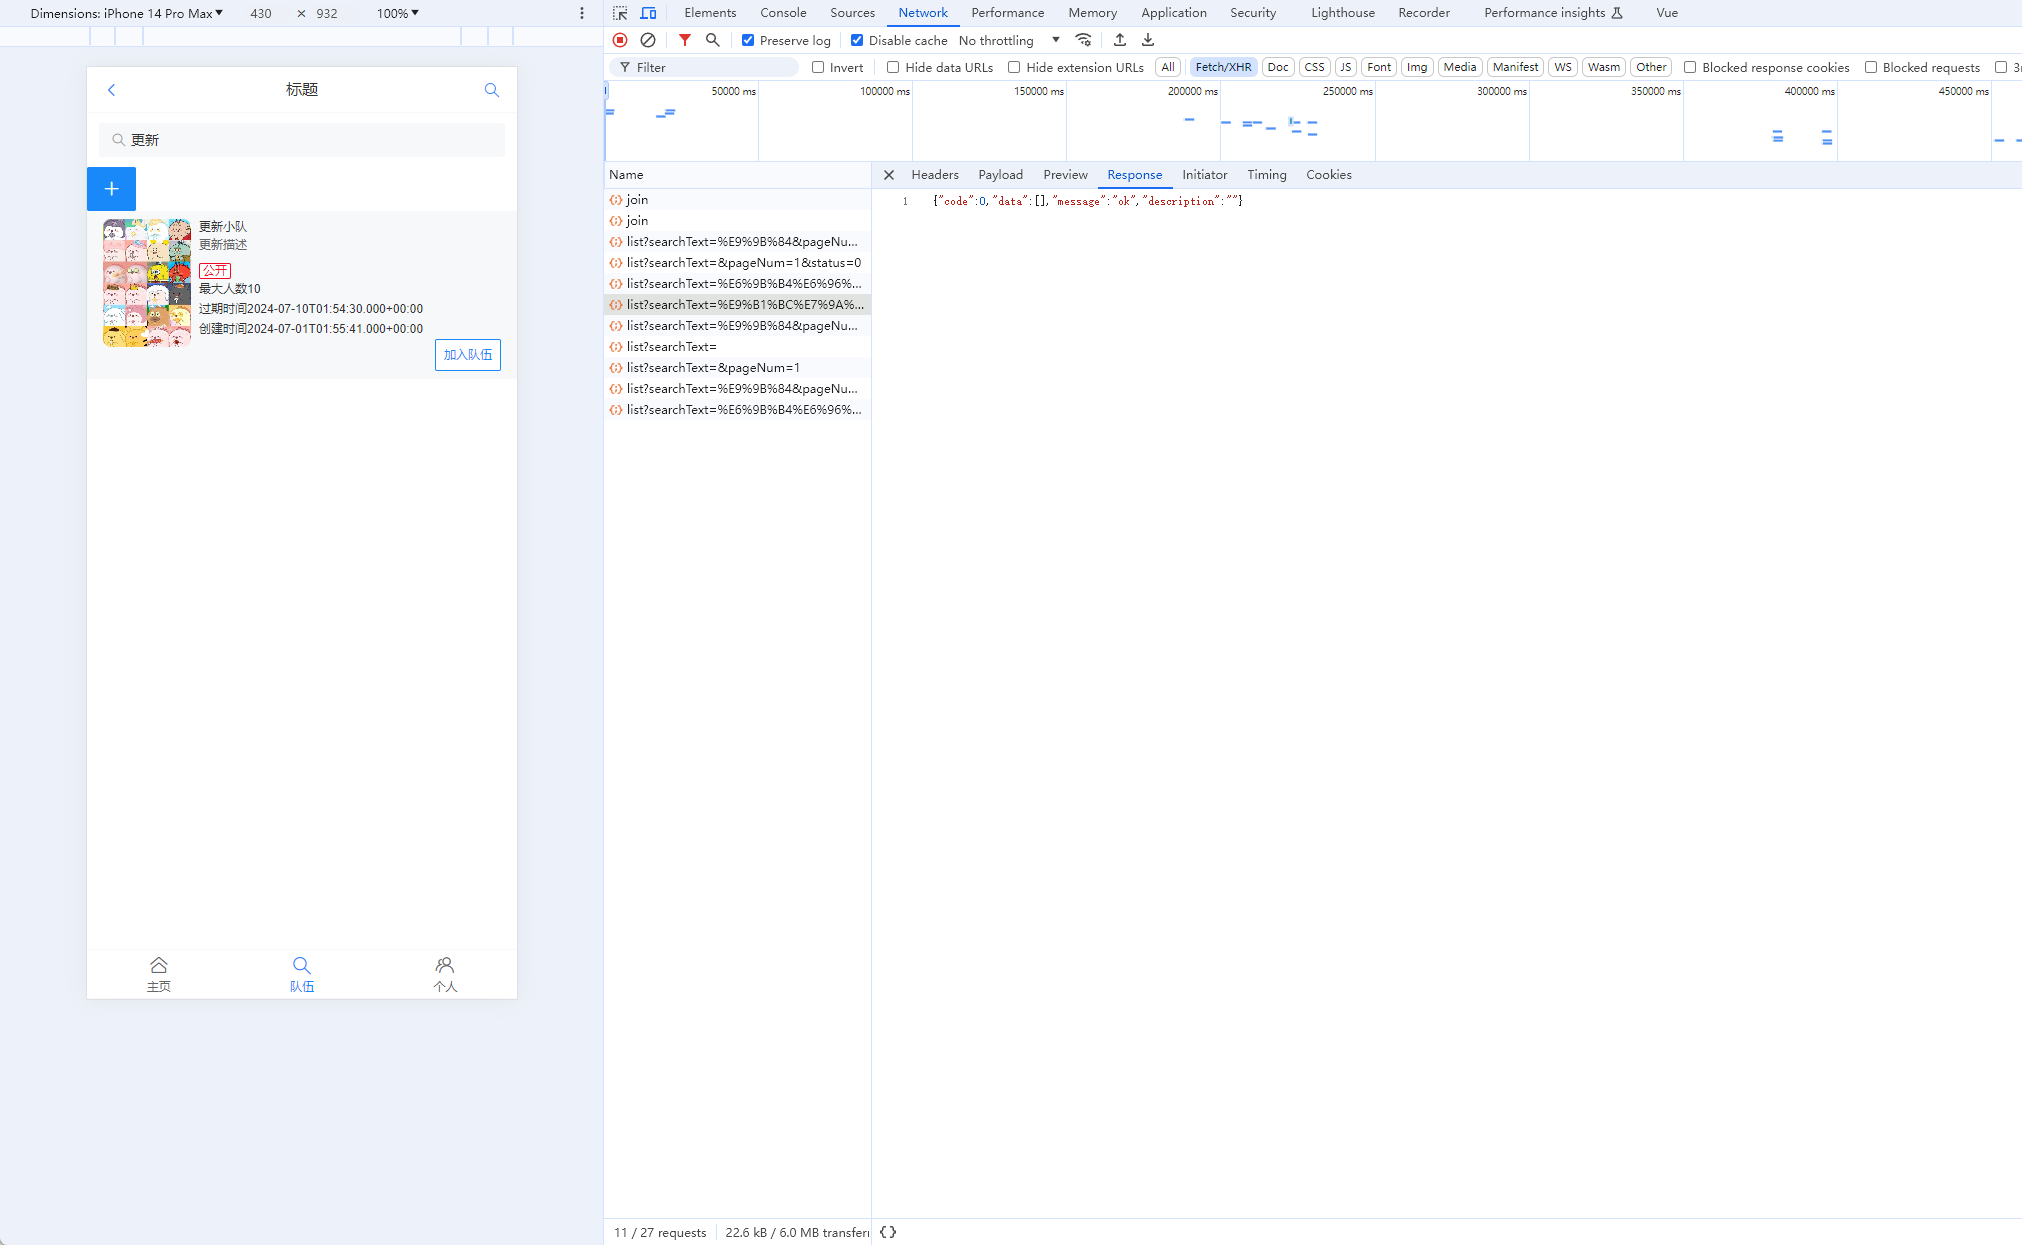 Dimensions: iPhone 14 Pro Max 430 × 932 100%
标题
更新
更新小队
更新描述
公开
最大人数10
过期时间2024-07-10T01:54:30.000+00:00
创建时间2024-07-01T01:55:41.000+00:00
加入队伍
主页 队伍 个人
Elements Console Sources Network Performance Memory Application Security Lighthouse Recorder Performance insights Vue
Preserve log Disable cache No throttling
Filter Invert Hide data URLs Hide extension URLs All Fetch/XHR Doc CSS JS Font Img Media Manifest WS Wasm Other Blocked response cookies Blocked requests 3r
50000 ms 100000 ms 150000 ms 200000 ms 250000 ms 300000 ms 350000 ms 400000 ms 450000 ms
Name
join
join
list?searchText=%E9%9B%84&pageNu...
list?searchText=&pageNum=1&status=0
list?searchText=%E6%9B%B4%E6%96%...
list?searchText=%E9%B1%BC%E7%9A%...
list?searchText=%E9%9B%84&pageNu...
list?searchText=
list?searchText=&pageNum=1
list?searchText=%E9%9B%84&pageNu...
list?searchText=%E6%9B%B4%E6%96%...
Headers Payload Preview Response Initiator Timing Cookies
1 {"code":0,"data":[],"message":"ok","description":""}
11 / 27 requests 22.6 kB / 6.0 MB transferr
{}